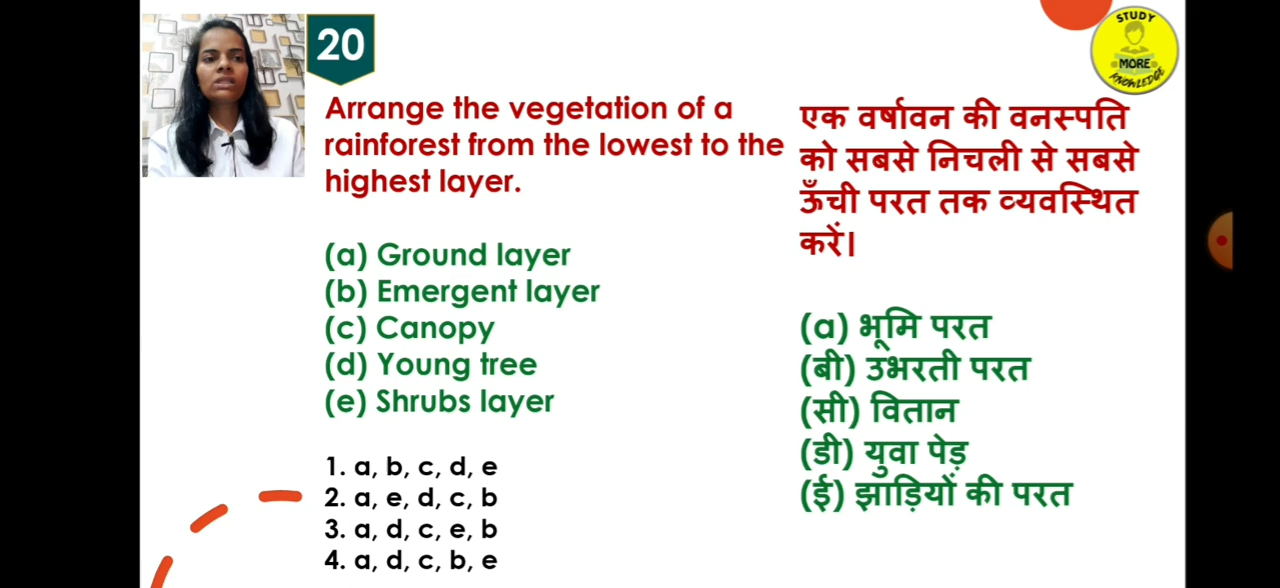 20
STUDY
MORE
KNOWLEDGE
Arrange the vegetation of a
rainforest from the lowest to the
highest layer.
(a) Ground layer
(b) Emergent layer
(c) Canopy
(d) Young tree
(e) Shrubs layer
1. a, b, c, d, e
2. a, e, d, c, b
3. a, d, c, e, b
4. a, d, c, b, e
एक वर्षावन की वनस्पति
को सबसे निचली से सबसे
ऊँची परत तक व्यवस्थित
करें।
(a) भूमि परत
(बी) उभरती परत
(सी) वितान
(डी) युवा पेड़
(ई) झाड़ियों की परत